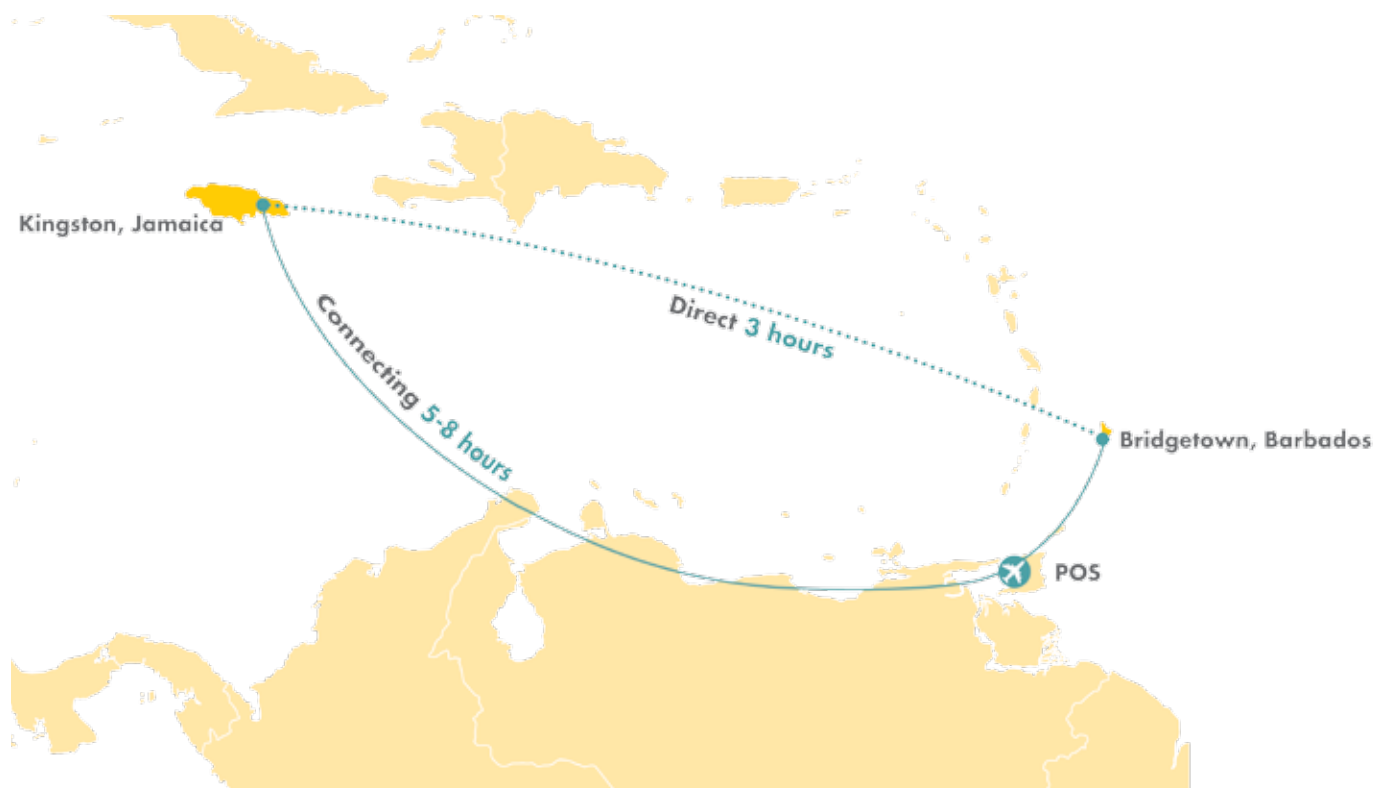 Kingston, Jamaica
Direct 3 hours
Connecting 5-8 hours
Bridgetown, Barbados
POS